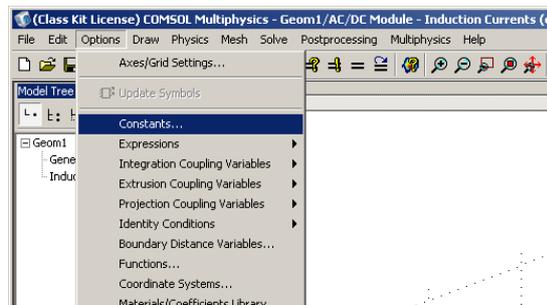 (Class Kit License) COMSOL Multiphysics - Geom1/AC/DC Module - Induction Currents (
File Edit Options Draw Physics Mesh Solve Postprocessing Multiphysics Help
Axes/Grid Settings...
Model Tree
Update Symbols
Constants...
Geom1
Expressions
Gene
Integration Coupling Variables
Induc
Extrusion Coupling Variables
Projection Coupling Variables
Identity Conditions
Boundary Distance Variables...
Functions...
Coordinate Systems...
Materials/Coefficients Library